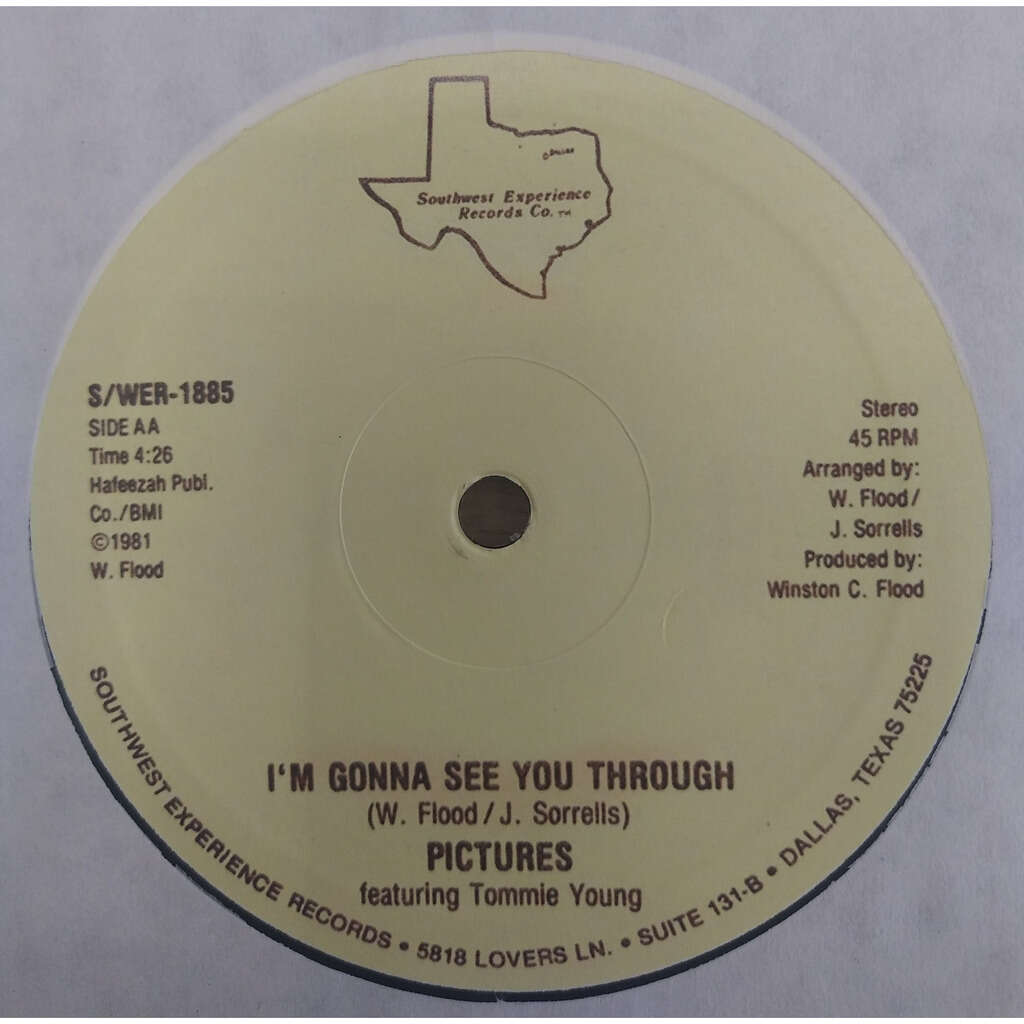 Dallas
Southwest Experience
Records Co. TM
S/WER-1885
SIDE AA
Time 4:26
Hafeezah Publ.
Co./BMI
©1981
W. Flood
Stereo
45 RPM
Arranged by:
W. Flood/
J. Sorrells
Produced by:
Winston C. Flood
I'M GONNA SEE YOU THROUGH
(W. Flood/J. Sorrells)
PICTURES
featuring Tommie Young
SOUTHWEST EXPERIENCE RECORDS • 5818 LOVERS LN. • SUITE 131-B • DALLAS, TEXAS 75225